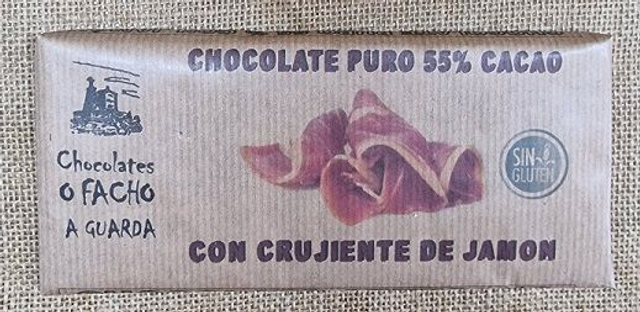 CHOCOLATE PURO 55% CACAO
Chocolates
O FACHO
A GUARDA
SIN
GLUTEN
CON CRUJIENTE DE JAMON